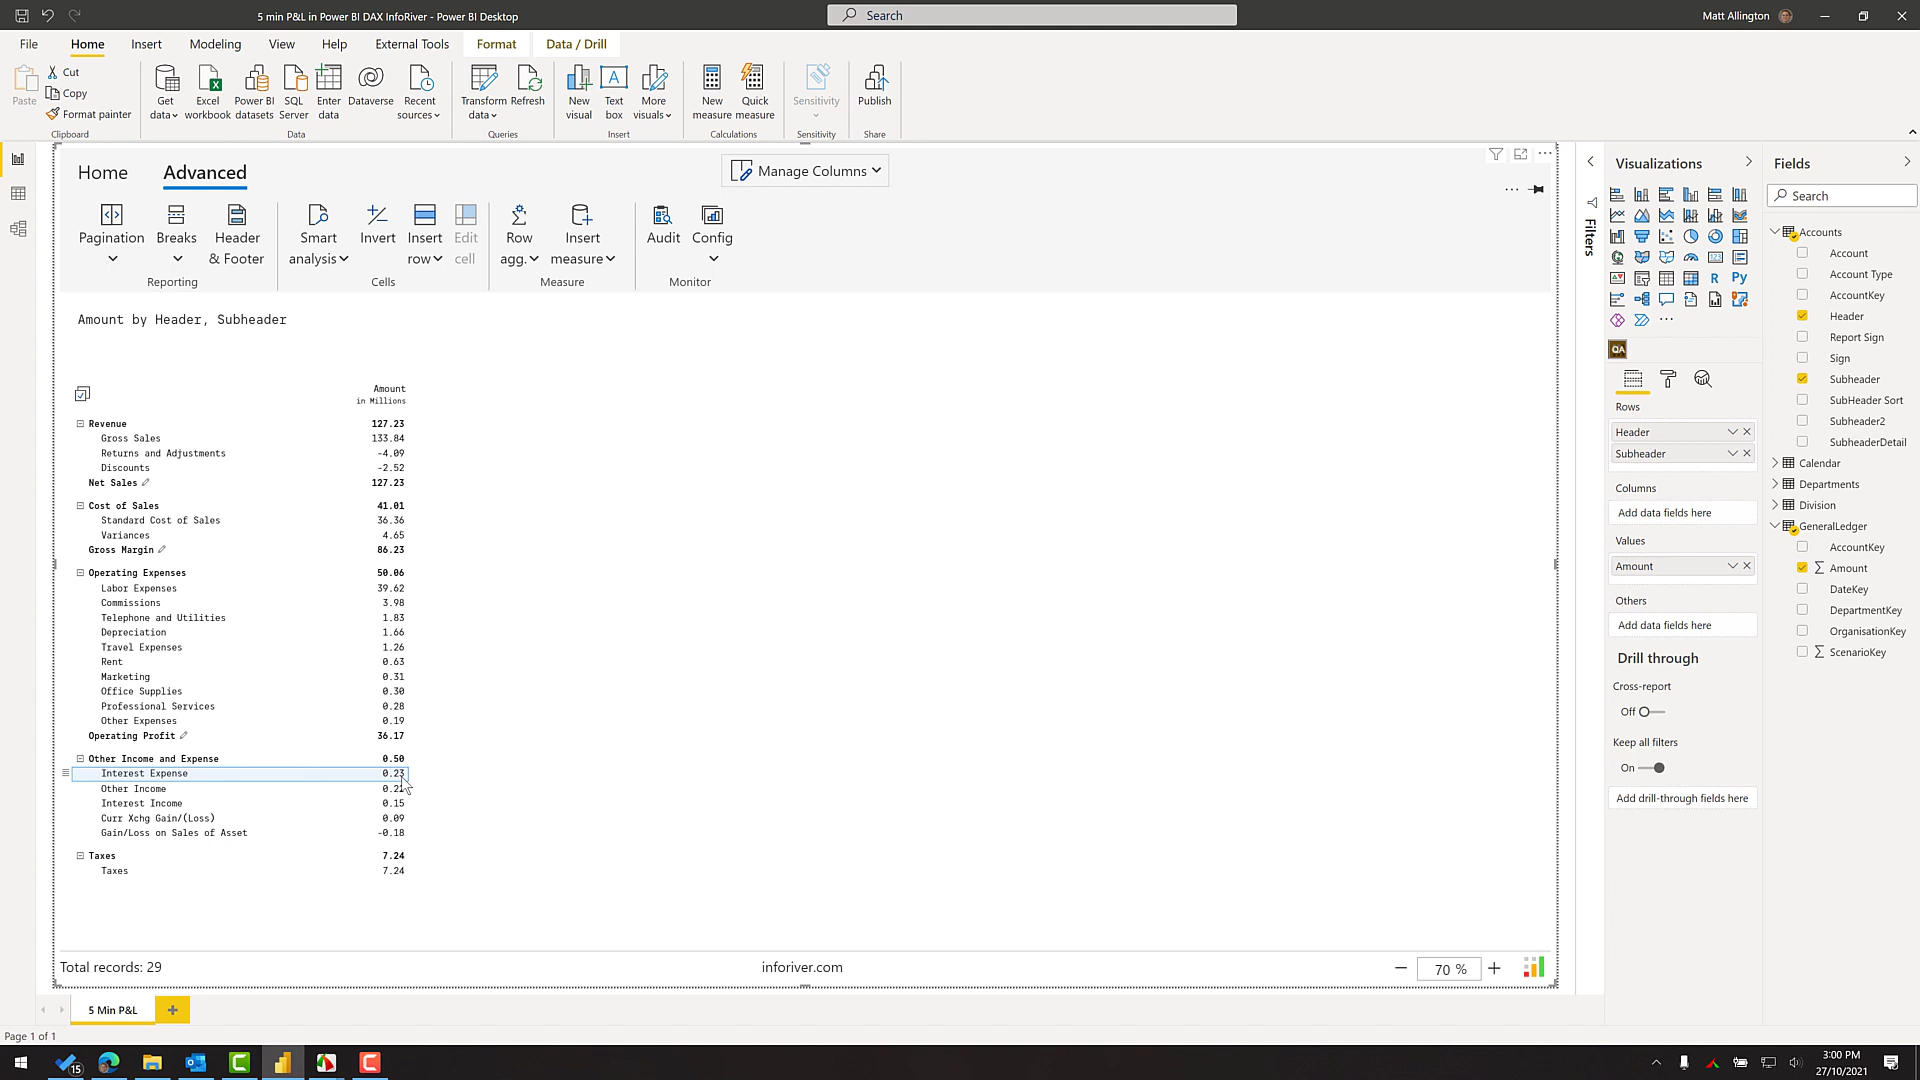 5 min P&L in Power BI DAX InfoRiver - Power BI Desktop
Search
Matt Allington
File Home Insert Modeling View Help External Tools Format Data / Drill
Paste
Cut
Copy
Format painter
Clipboard
Get data
Excel workbook
Power BI datasets
SQL Server
Enter data
Dataverse
Recent sources
Data
Transform data
Refresh
Queries
New visual
Text box
More visuals
Insert
New measure
Quick measure
Calculations
Sensitivity
Sensitivity
Publish
Share
Home Advanced
Manage Columns
Pagination
Breaks
Header & Footer
Reporting
Smart analysis
Invert
Insert row
Edit cell
Cells
Row agg.
Insert measure
Measure
Audit
Config
Monitor
Amount by Header, Subheader
Amount
in Millions
Revenue 127.23
Gross Sales 133.84
Returns and Adjustments -4.09
Discounts -2.52
Net Sales 127.23
Cost of Sales 41.01
Standard Cost of Sales 36.36
Variances 4.65
Gross Margin 86.23
Operating Expenses 50.06
Labor Expenses 39.62
Commissions 3.98
Telephone and Utilities 1.83
Depreciation 1.66
Travel Expenses 1.26
Rent 0.63
Marketing 0.31
Office Supplies 0.30
Professional Services 0.28
Other Expenses 0.19
Operating Profit 36.17
Other Income and Expense 0.50
Interest Expense 0.23
Other Income
Interest Income 0.15
Curr Xchg Gain/(Loss) 0.09
Gain/Loss on Sales of Asset -0.18
Taxes 7.24
Taxes 7.24
Total records: 29
inforiver.com
70 %
5 Min P&L
Page 1 of 1
Filters
Visualizations
R
Py
QA
Rows
Header
Subheader
Columns
Add data fields here
Values
Amount
Others
Add data fields here
Drill through
Cross-report
Off
Keep all filters
On
Add drill-through fields here
Fields
Search
Accounts
Account
Account Type
AccountKey
Header
Report Sign
Sign
Subheader
SubHeader Sort
Subheader2
SubheaderDetail
Calendar
Departments
Division
GeneralLedger
AccountKey
Amount
DateKey
DepartmentKey
OrganisationKey
ScenarioKey
15
3:00 PM
27/10/2021